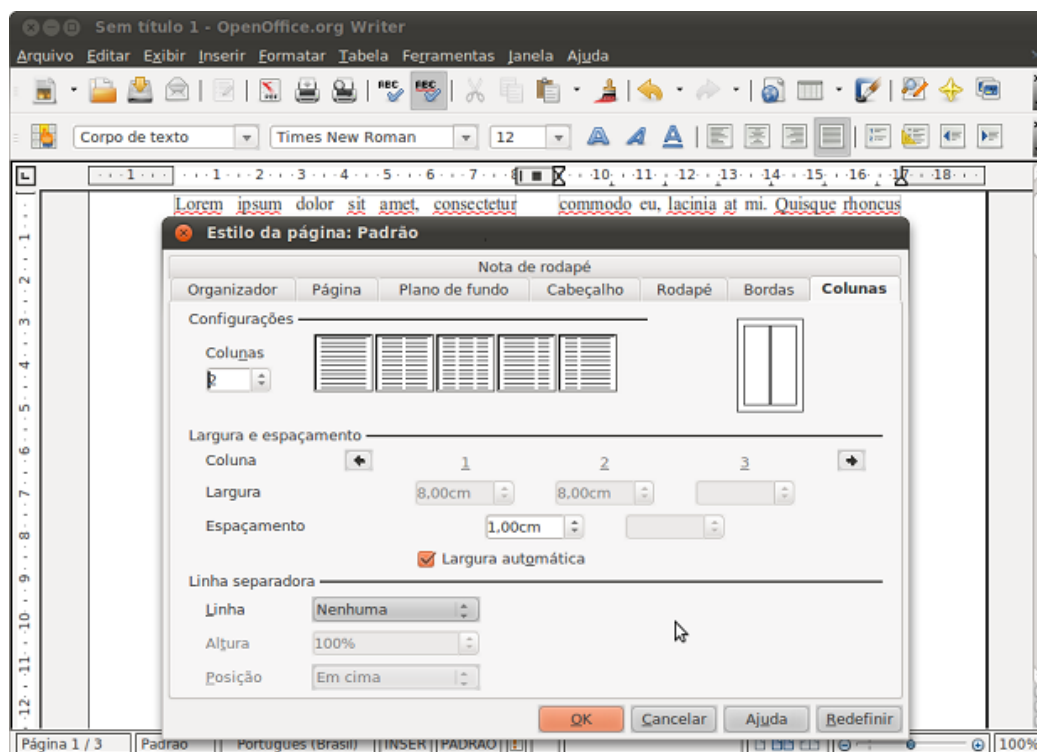 Sem título 1 - OpenOffice.org Writer
Arquivo Editar Exibir Inserir Formatar Tabela Ferramentas Janela Ajuda
Corpo de texto Times New Roman 12
Lorem ipsum dolor sit amet, consectetur commodo eu, lacinia at mi. Quisque rhoncus
Estilo da página: Padrão
Nota de rodapé
Organizador Página Plano de fundo Cabeçalho Rodapé Bordas Colunas
Configurações
Colunas
2
Largura e espaçamento
Coluna 1 2 3
Largura 8,00cm 8,00cm
Espaçamento 1,00cm
Largura automática
Linha separadora
Linha Nenhuma
Altura 100%
Posição Em cima
OK Cancelar Ajuda Redefinir
Página 1 / 3 Padrão Português (Brasil) INSER PADRÃO 100%